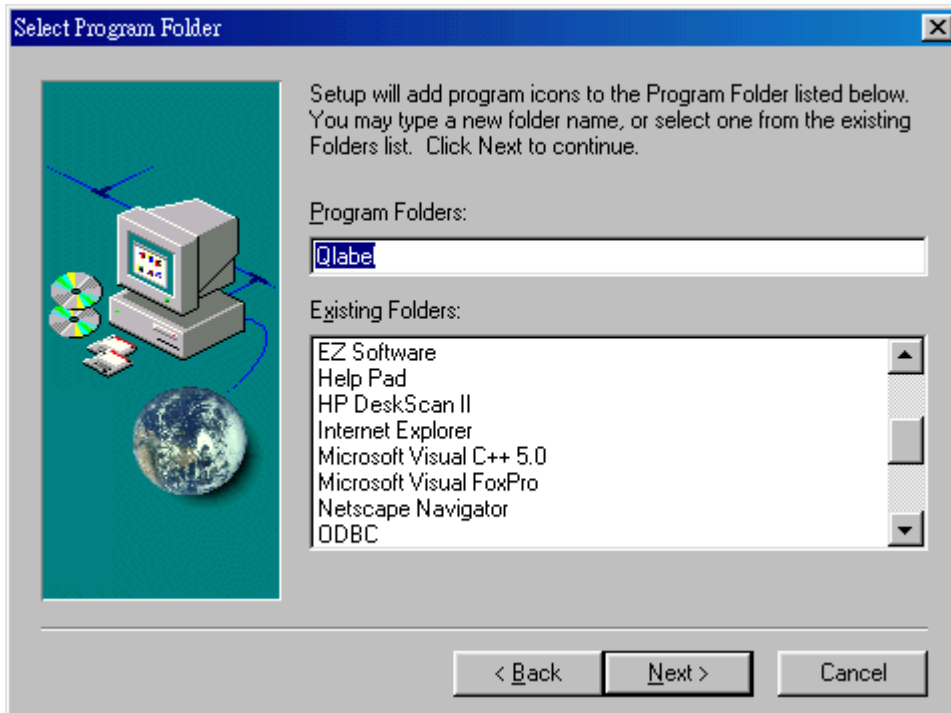 Select Program Folder
Setup will add program icons to the Program Folder listed below.
You may type a new folder name, or select one from the existing
Folders list.  Click Next to continue.
Program Folders:
Qlabel
Existing Folders:
EZ Software
Help Pad
HP DeskScan II
Internet Explorer
Microsoft Visual C++ 5.0
Microsoft Visual FoxPro
Netscape Navigator
ODBC
< Back
Next >
Cancel